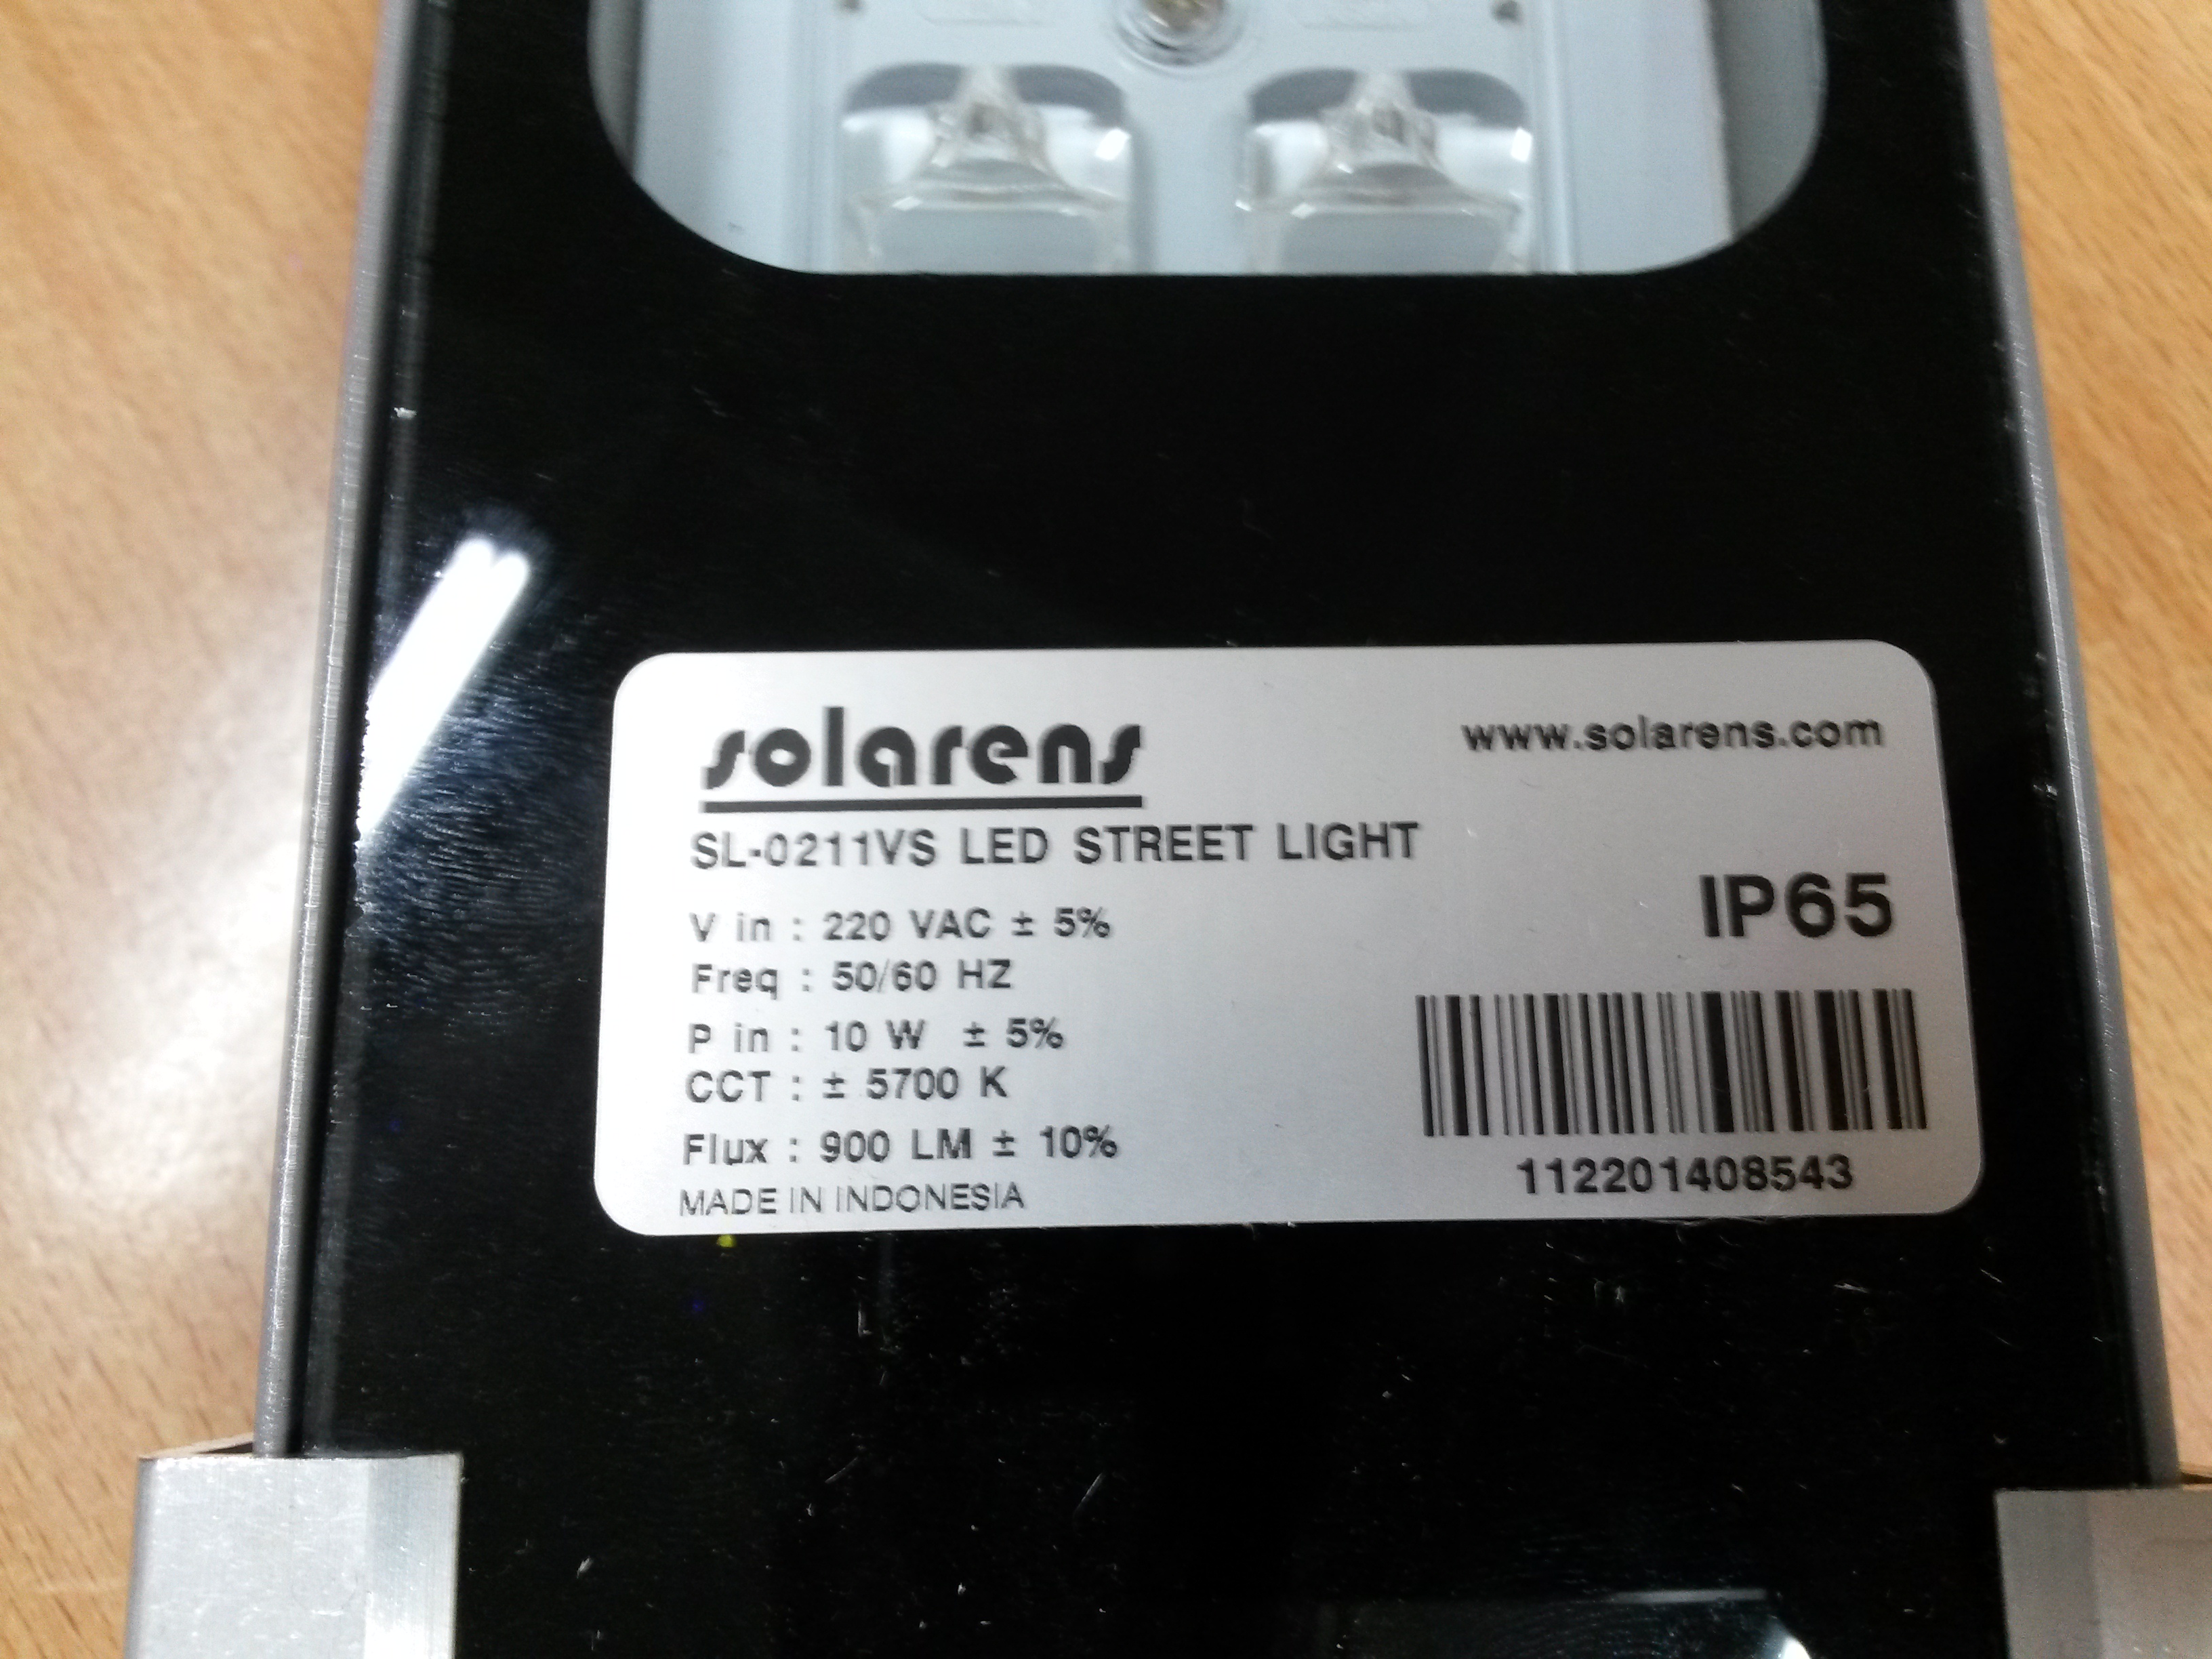 solarens
www.solarens.com
SL-0211VS LED STREET LIGHT
IP65
V in : 220 VAC ± 5%
Freq : 50/60 HZ
P in : 10 W ± 5%
CCT : ± 5700 K
Flux : 900 LM ± 10%
MADE IN INDONESIA
112201408543